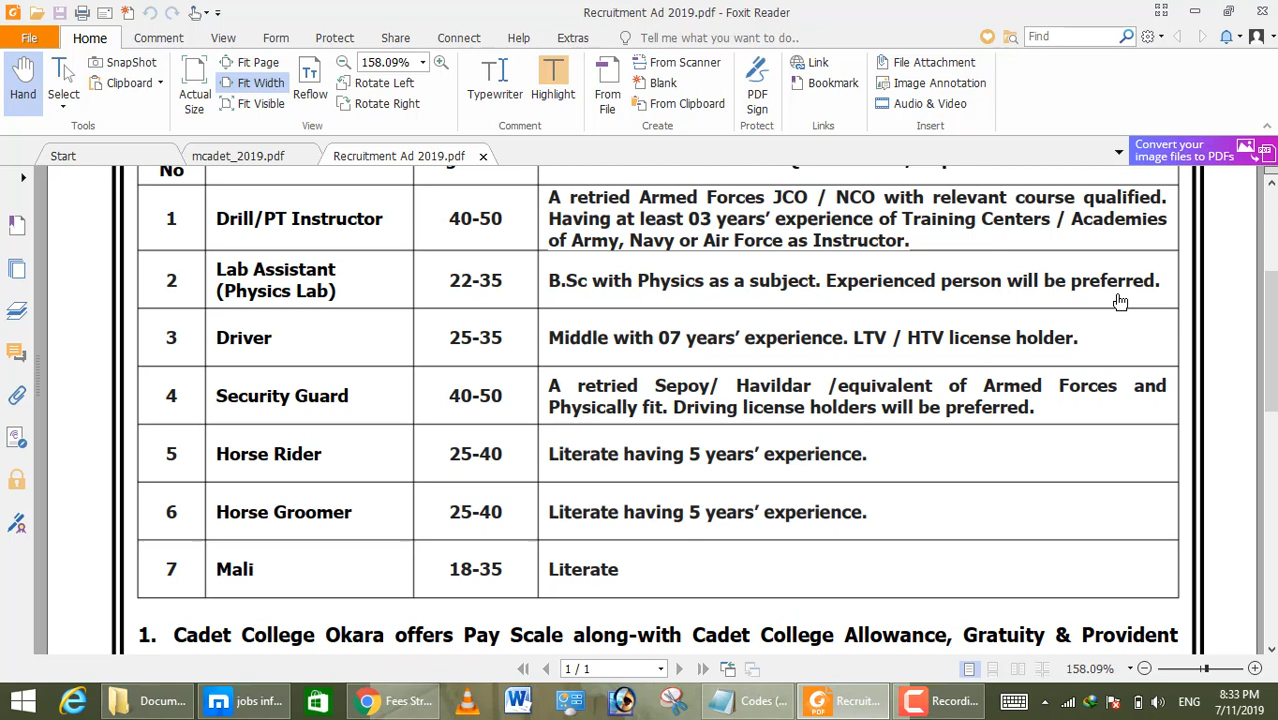 Recruitment Ad 2019.pdf - Foxit Reader
File Home Comment View Form Protect Share Connect Help Extras Tell me what you want to do.. Find
Hand
Select
SnapShot
Clipboard
Tools
Actual Size
Fit Page
Fit Width
Fit Visible
Reflow
158.09%
Rotate Left
Rotate Right
View
Typewriter
Highlight
Comment
From File
From Scanner
Blank
From Clipboard
Create
PDF Sign
Protect
Link
Bookmark
Links
File Attachment
Image Annotation
Audio & Video
Insert
Start mcadet_2019.pdf Recruitment Ad 2019.pdf
Convert your
image files to PDFs
No
1 Drill/PT Instructor 40-50 A retried Armed Forces JCO / NCO with relevant course qualified.
Having at least 03 years' experience of Training Centers / Academies
of Army, Navy or Air Force as Instructor.
2 Lab Assistant
(Physics Lab) 22-35 B.Sc with Physics as a subject. Experienced person will be preferred.
3 Driver 25-35 Middle with 07 years' experience. LTV / HTV license holder.
4 Security Guard 40-50 A retried Sepoy/ Havildar /equivalent of Armed Forces and
Physically fit. Driving license holders will be preferred.
5 Horse Rider 25-40 Literate having 5 years' experience.
6 Horse Groomer 25-40 Literate having 5 years' experience.
7 Mali 18-35 Literate
1. Cadet College Okara offers Pay Scale along-with Cadet College Allowance, Gratuity & Provident
1 / 1 158.09%
Docum... jobs inf... Fees Str... Codes (... Recruit... Recordi... ENG 8:33 PM
7/11/2019